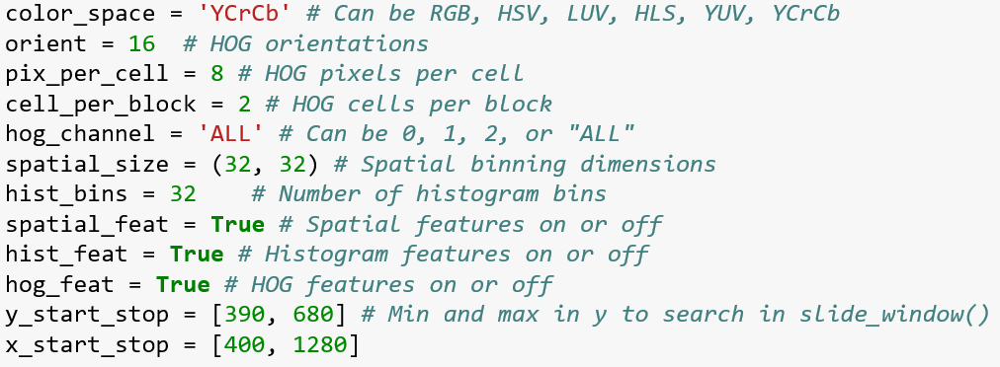 color_space = 'YCrCb' # Can be RGB, HSV, LUV, HLS, YUV, YCrCb
orient = 16  # HOG orientations
pix_per_cell = 8 # HOG pixels per cell
cell_per_block = 2 # HOG cells per block
hog_channel = 'ALL' # Can be 0, 1, 2, or "ALL"
spatial_size = (32, 32) # Spatial binning dimensions
hist_bins = 32    # Number of histogram bins
spatial_feat = True # Spatial features on or off
hist_feat = True # Histogram features on or off
hog_feat = True # HOG features on or off
y_start_stop = [390, 680] # Min and max in y to search in slide_window()
x_start_stop = [400, 1280]